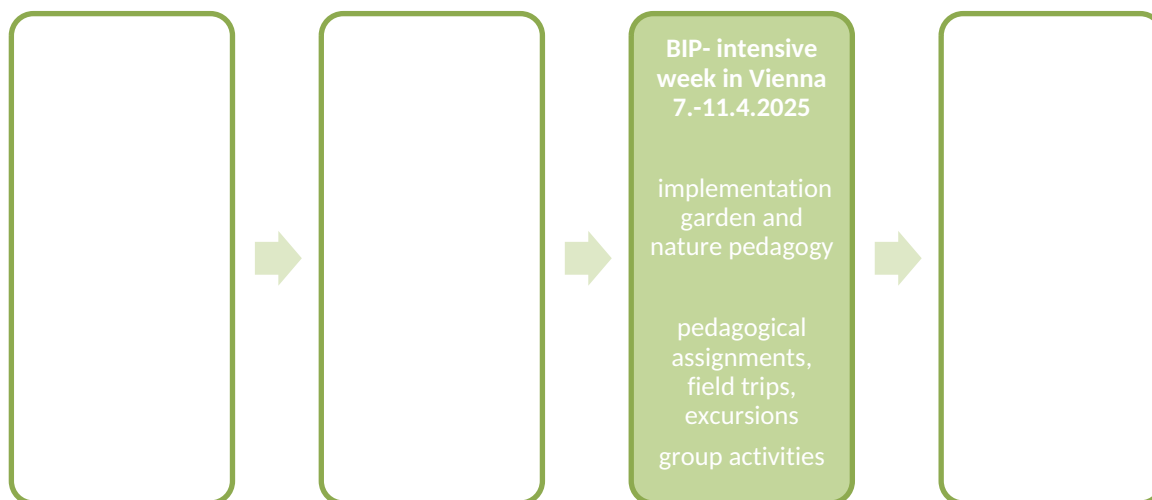 BIP- intensive
week in Vienna
7.-11.4.2025
implementation
garden and
nature pedagogy
pedagogical
assignments,
field trips,
excursions
group activities